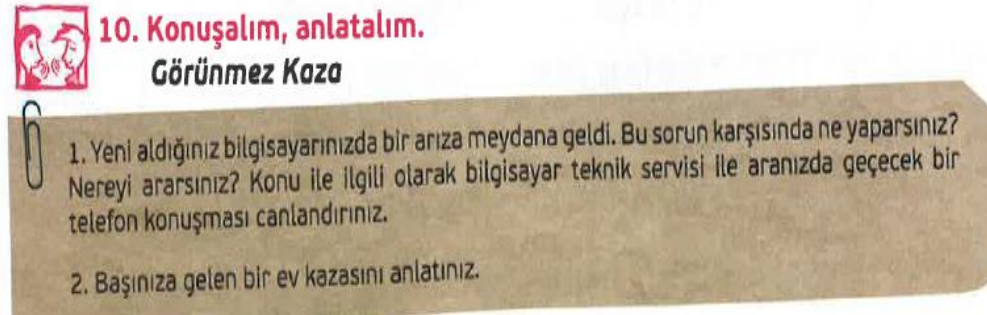 10. Konuşalım, anlatalım.
Görünmez Kaza
1. Yeni aldığınız bilgisayarınızda bir arıza meydana geldi. Bu sorun karşısında ne yaparsınız?
Nereyi ararsınız? Konu ile ilgili olarak bilgisayar teknik servisi ile aranızda geçecek bir
telefon konuşması canlandırınız.
2. Başınıza gelen bir ev kazasını anlatınız.